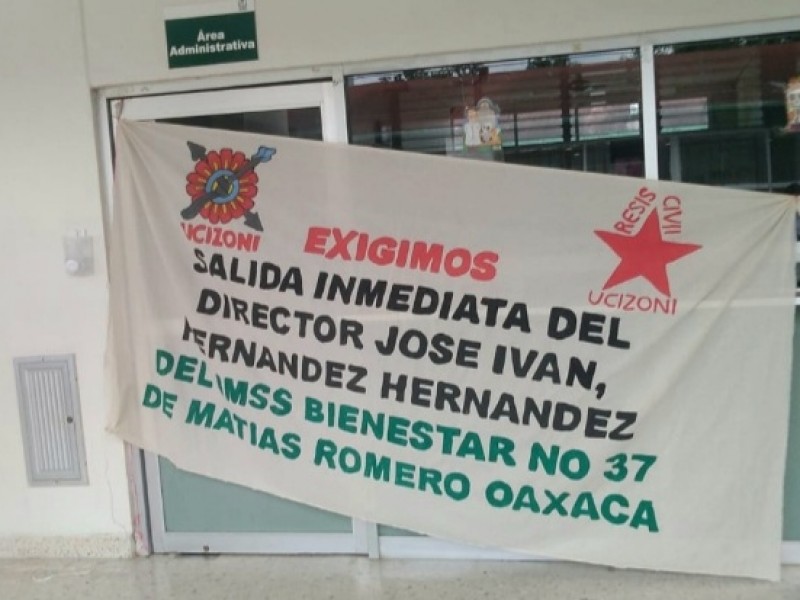 Área
Administrativa
UCIZONI
RESIS CIVIL
UCIZONI
EXIGIMOS
SALIDA INMEDIATA DEL
DIRECTOR JOSE IVAN,
FERNANDEZ HERNANDEZ
DEL IMSS BIENESTAR NO 37
DE MATIAS ROMERO OAXACA